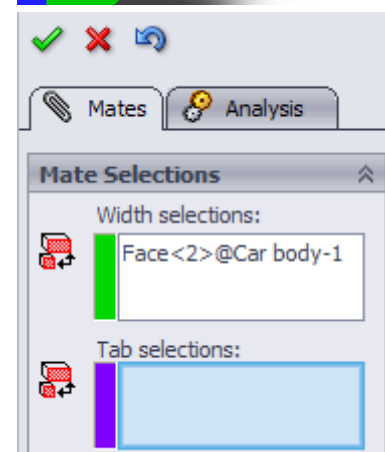 Mates Analysis
Mate Selections
Width selections:
Face<2>@Car body-1
Tab selections: